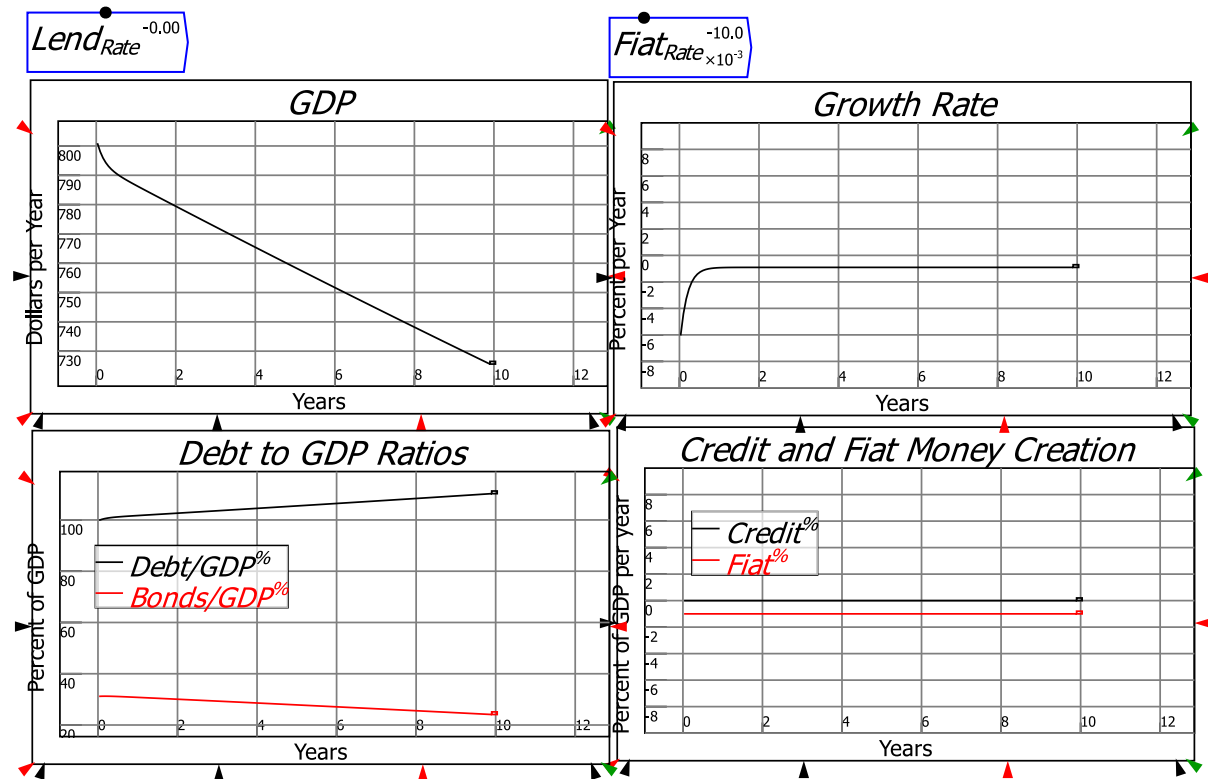 Lend Rate -0.00
Fiat Rate -10.0 ×10⁻³
GDP
Dollars per Year
800
790
780
770
760
750
740
730
0 2 4 6 8 10 12
Years
Growth Rate
Percent per Year
8
6
4
2
0
-2
-4
-6
-8
0 2 4 6 8 10 12
Years
Debt to GDP Ratios
Percent of GDP
100
80
60
40
20
Debt/GDP%
Bonds/GDP%
0 2 4 6 8 10 12
Years
Credit and Fiat Money Creation
Percent of GDP per year
8
6
4
2
0
-2
-4
-6
-8
Credit%
Fiat%
0 2 4 6 8 10 12
Years